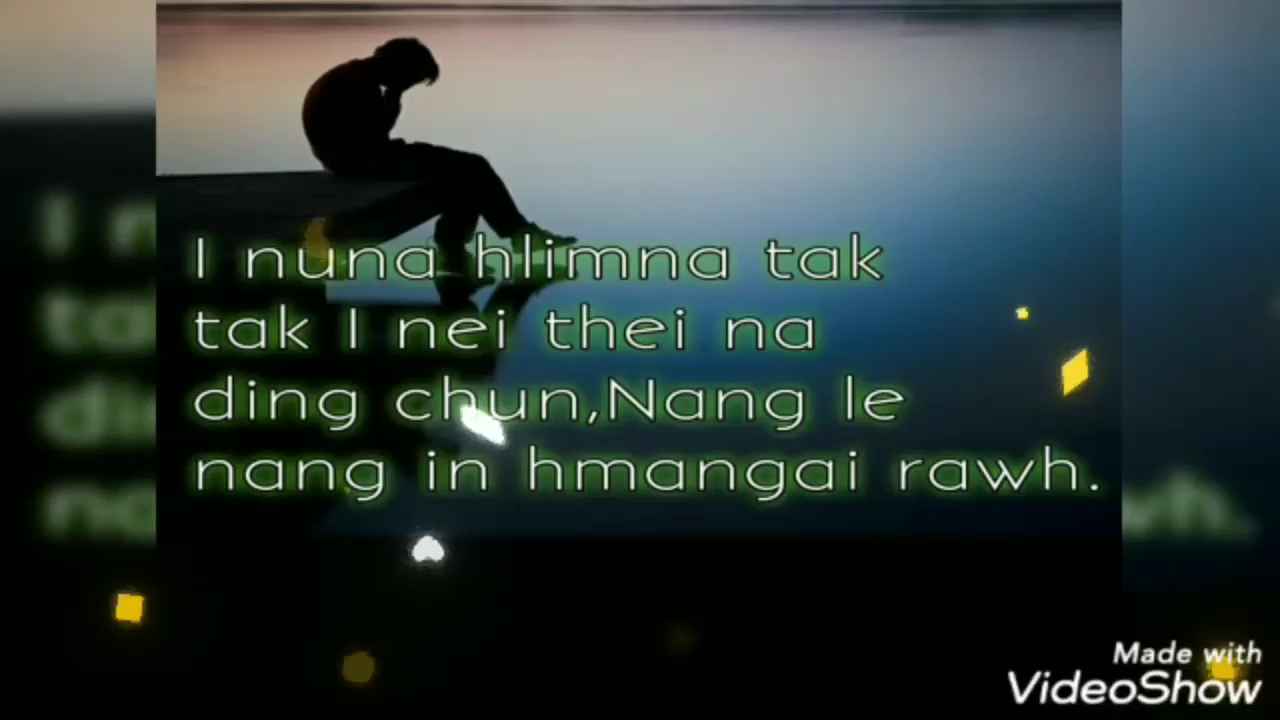 I nuna hlimna tak
tak I nei thei na
ding chun,Nang le
nang in hmangai rawh.
Made with
VideoShow